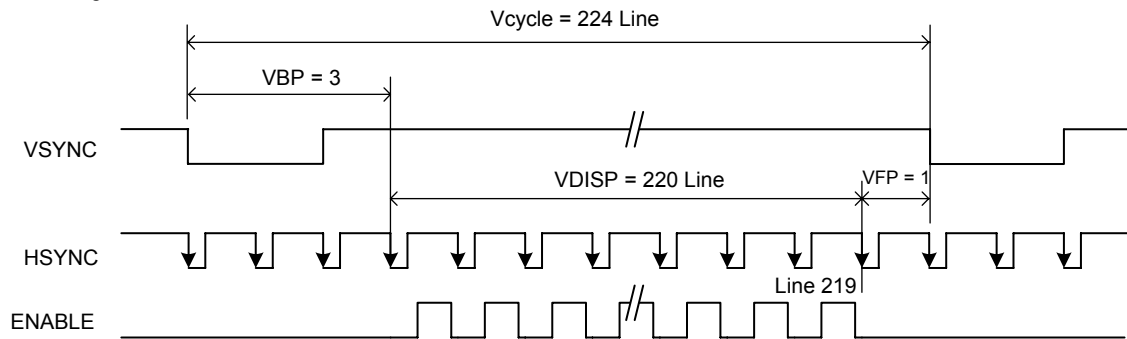 Vcycle = 224 Line
VBP = 3
VSYNC
VDISP = 220 Line
VFP = 1
HSYNC
Line 219
ENABLE